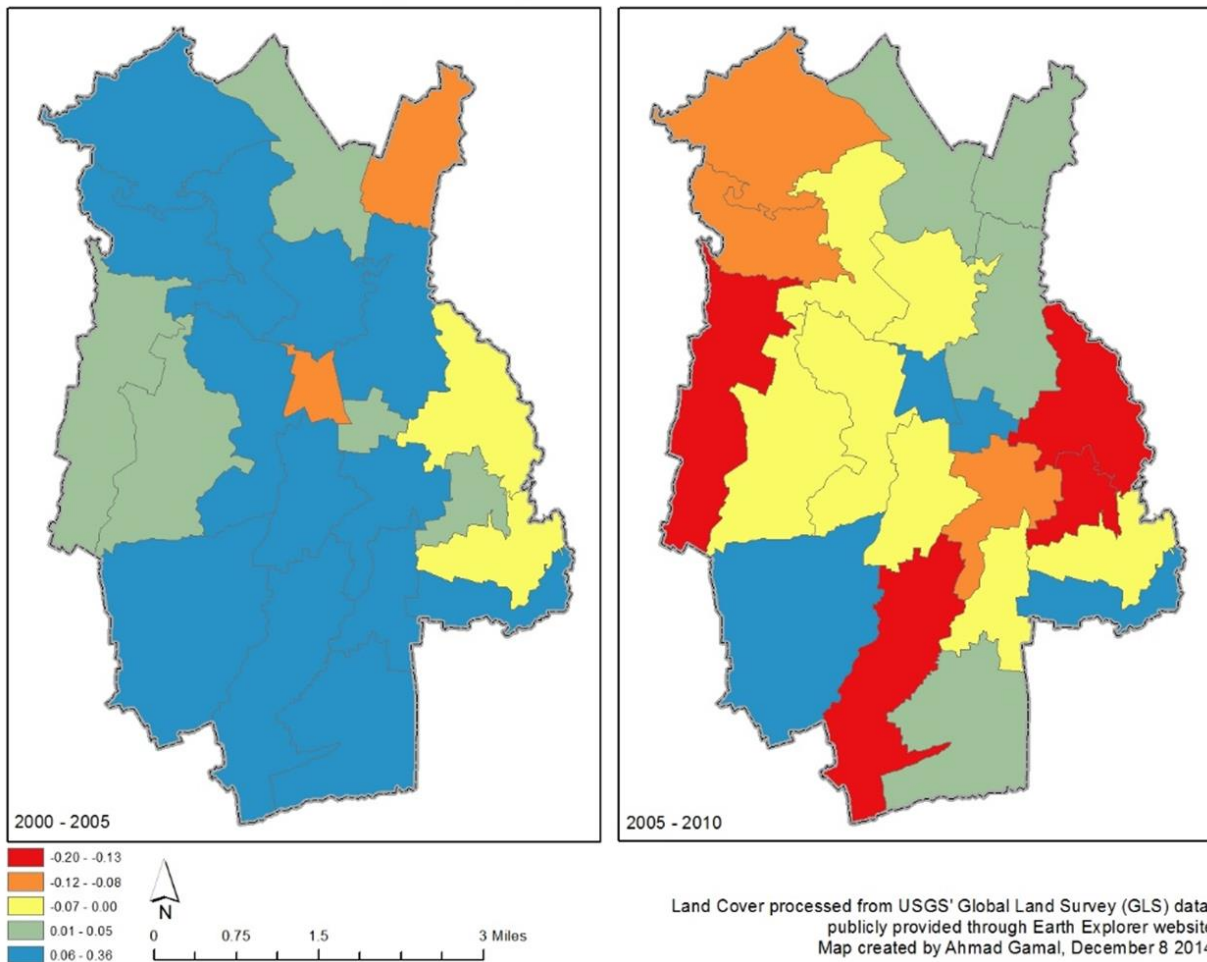 2000 - 2005
2005 - 2010
-0.20 - -0.13
-0.12 - -0.08
-0.07 - 0.00
0.01 - 0.05
0.06 - 0.36
N
0 0.75 1.5 3 Miles
Land Cover processed from USGS' Global Land Survey (GLS) data,
publicly provided through Earth Explorer website
Map created by Ahmad Gamal, December 8 2014